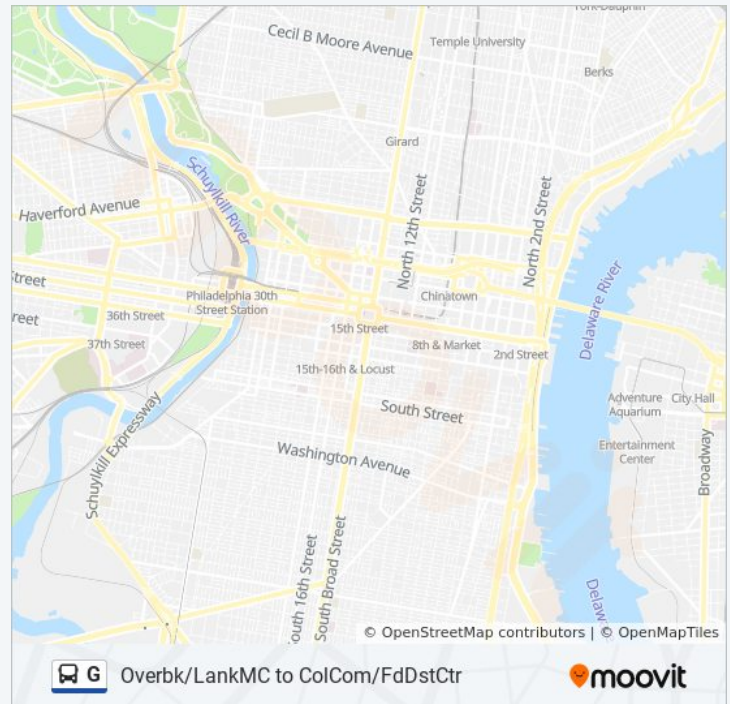 York-Dauphin
Cecil B Moore Avenue
Temple University
Berks
Girard
Schuylkill River
Haverford Avenue
North 12th Street
North 2nd Street
Delaware River
Street
Philadelphia 30th
Street Station
Chinatown
36th Street
reet
15th Street
37th Street
8th & Market
2nd Street
15th-16th & Locust
Adventure
Aquarium
City Hall
South Street
Schuylkill Expressway
Washington Avenue
Entertainment
Center
Broadway
South 16th Street
South Broad Street
Delaw
© OpenStreetMap contributors | © OpenMapTiles
G Overbk/LankMC to ColCom/FdDstCtr
moovit